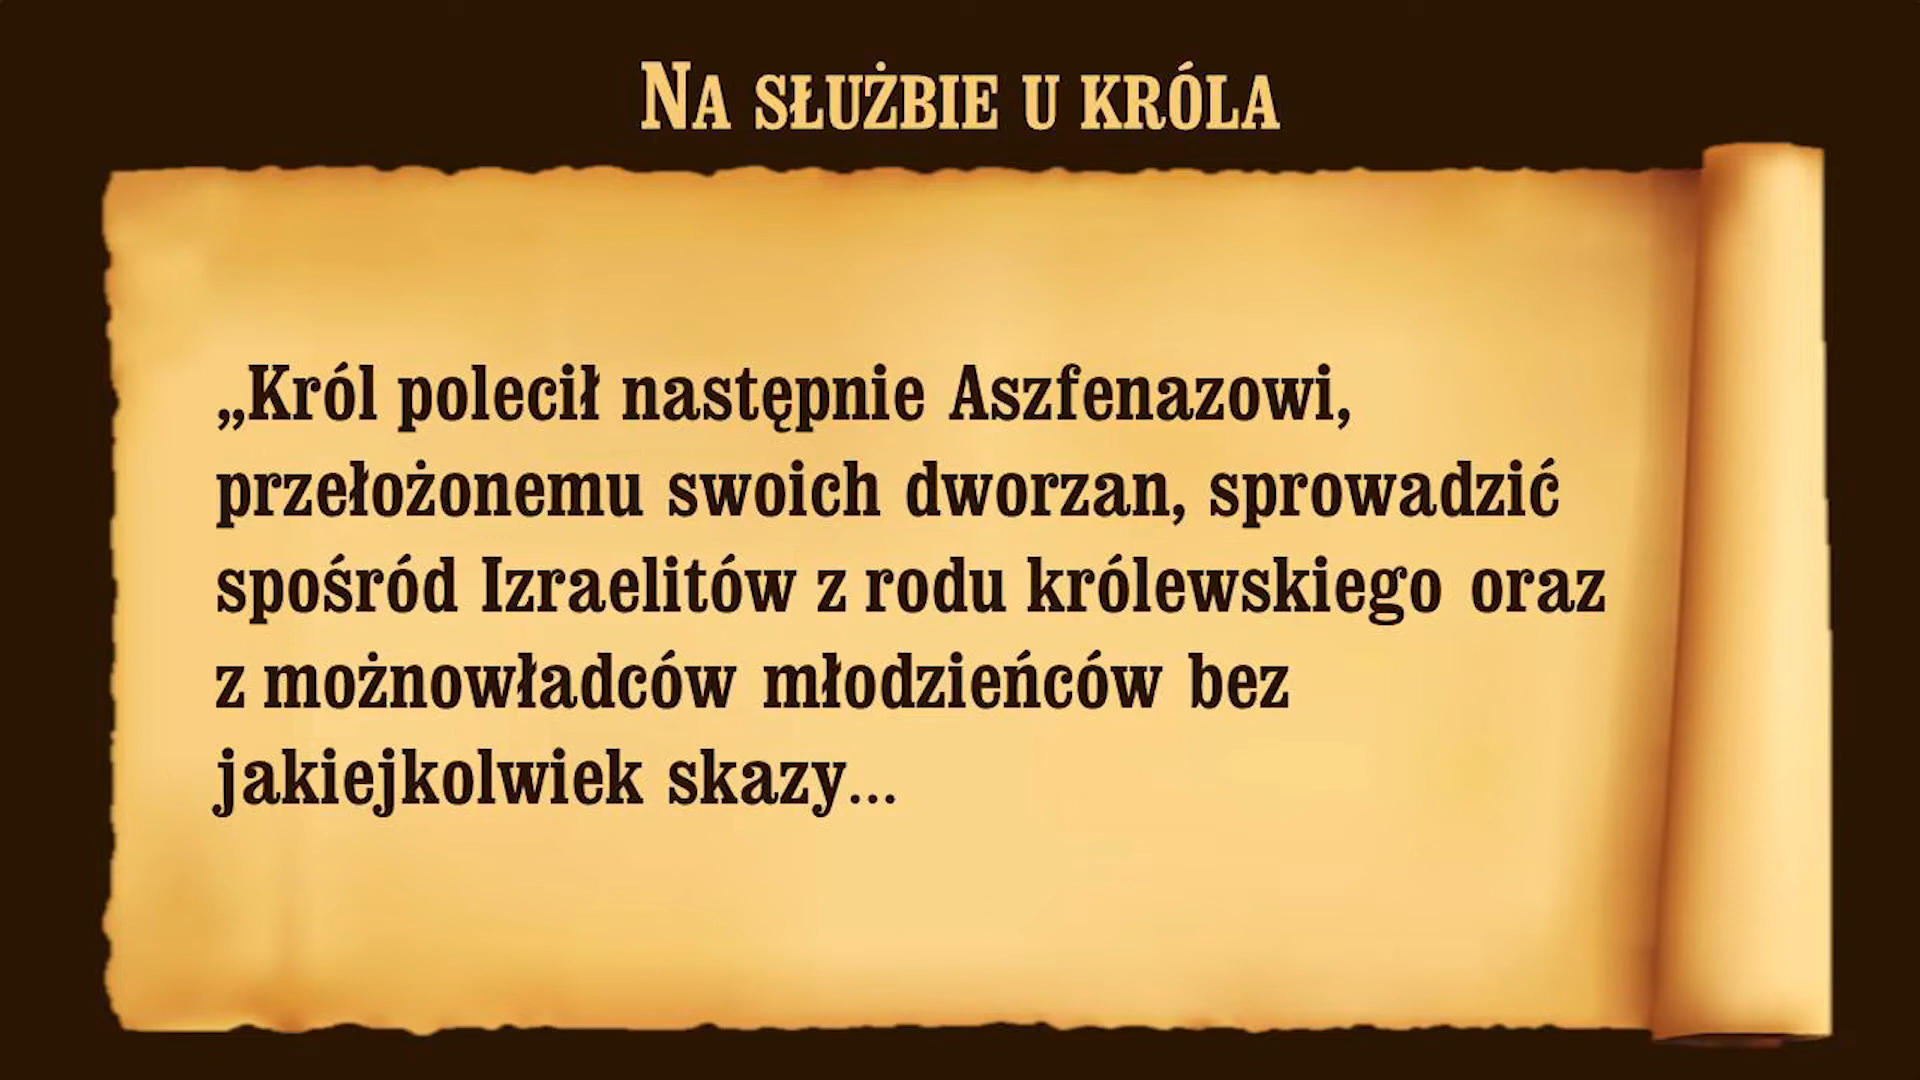 Na służbie u króla
„Król polecił następnie Aszfenazowi,
przełożonemu swoich dworzan, sprowadzić
spośród Izraelitów z rodu królewskiego oraz
z możnowładców młodzieńców bez
jakiejkolwiek skazy...